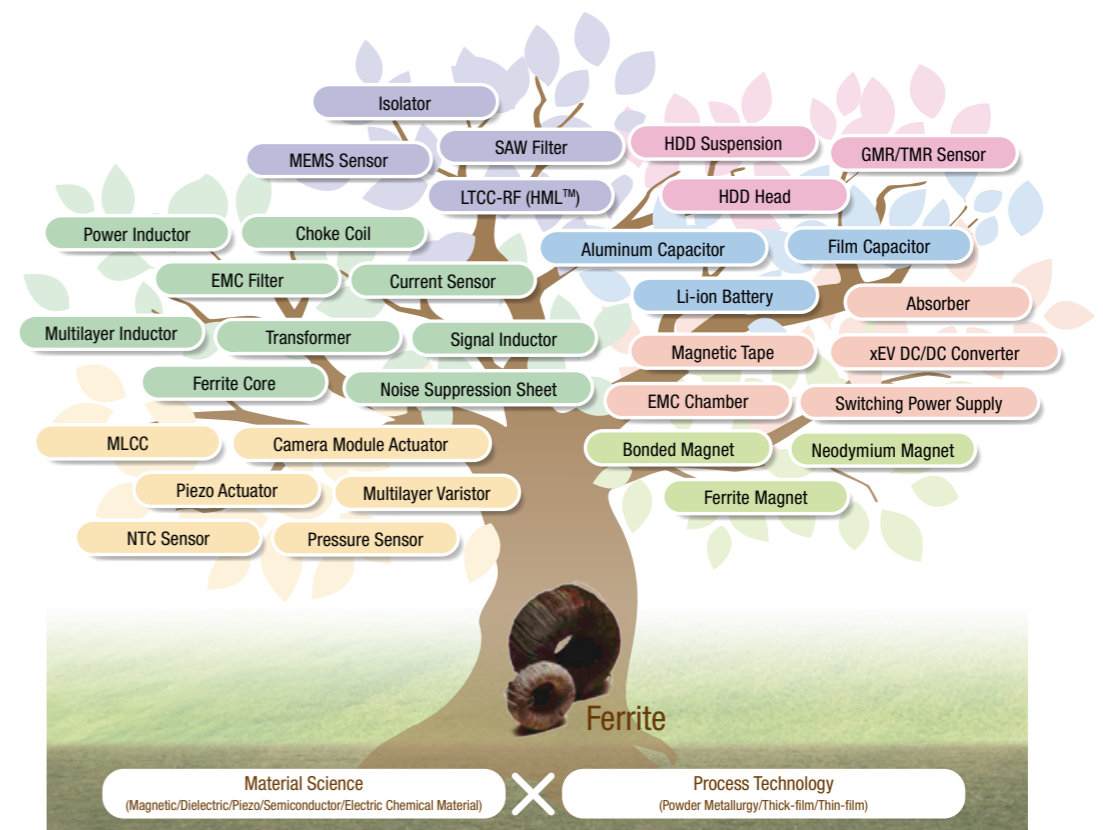 Isolator
SAW Filter
HDD Suspension
GMR/TMR Sensor
MEMS Sensor
LTCC-RF (HML™)
HDD Head
Power Inductor
Choke Coil
Aluminum Capacitor
Film Capacitor
EMC Filter
Current Sensor
Li-ion Battery
Absorber
Multilayer Inductor
Transformer
Signal Inductor
Magnetic Tape
xEV DC/DC Converter
Ferrite Core
Noise Suppression Sheet
EMC Chamber
Switching Power Supply
MLCC
Camera Module Actuator
Bonded Magnet
Neodymium Magnet
Piezo Actuator
Multilayer Varistor
Ferrite Magnet
NTC Sensor
Pressure Sensor
Ferrite
Material Science
(Magnetic/Dielectric/Piezo/Semiconductor/Electric Chemical Material)
Process Technology
(Powder Metallurgy/Thick-film/Thin-film)